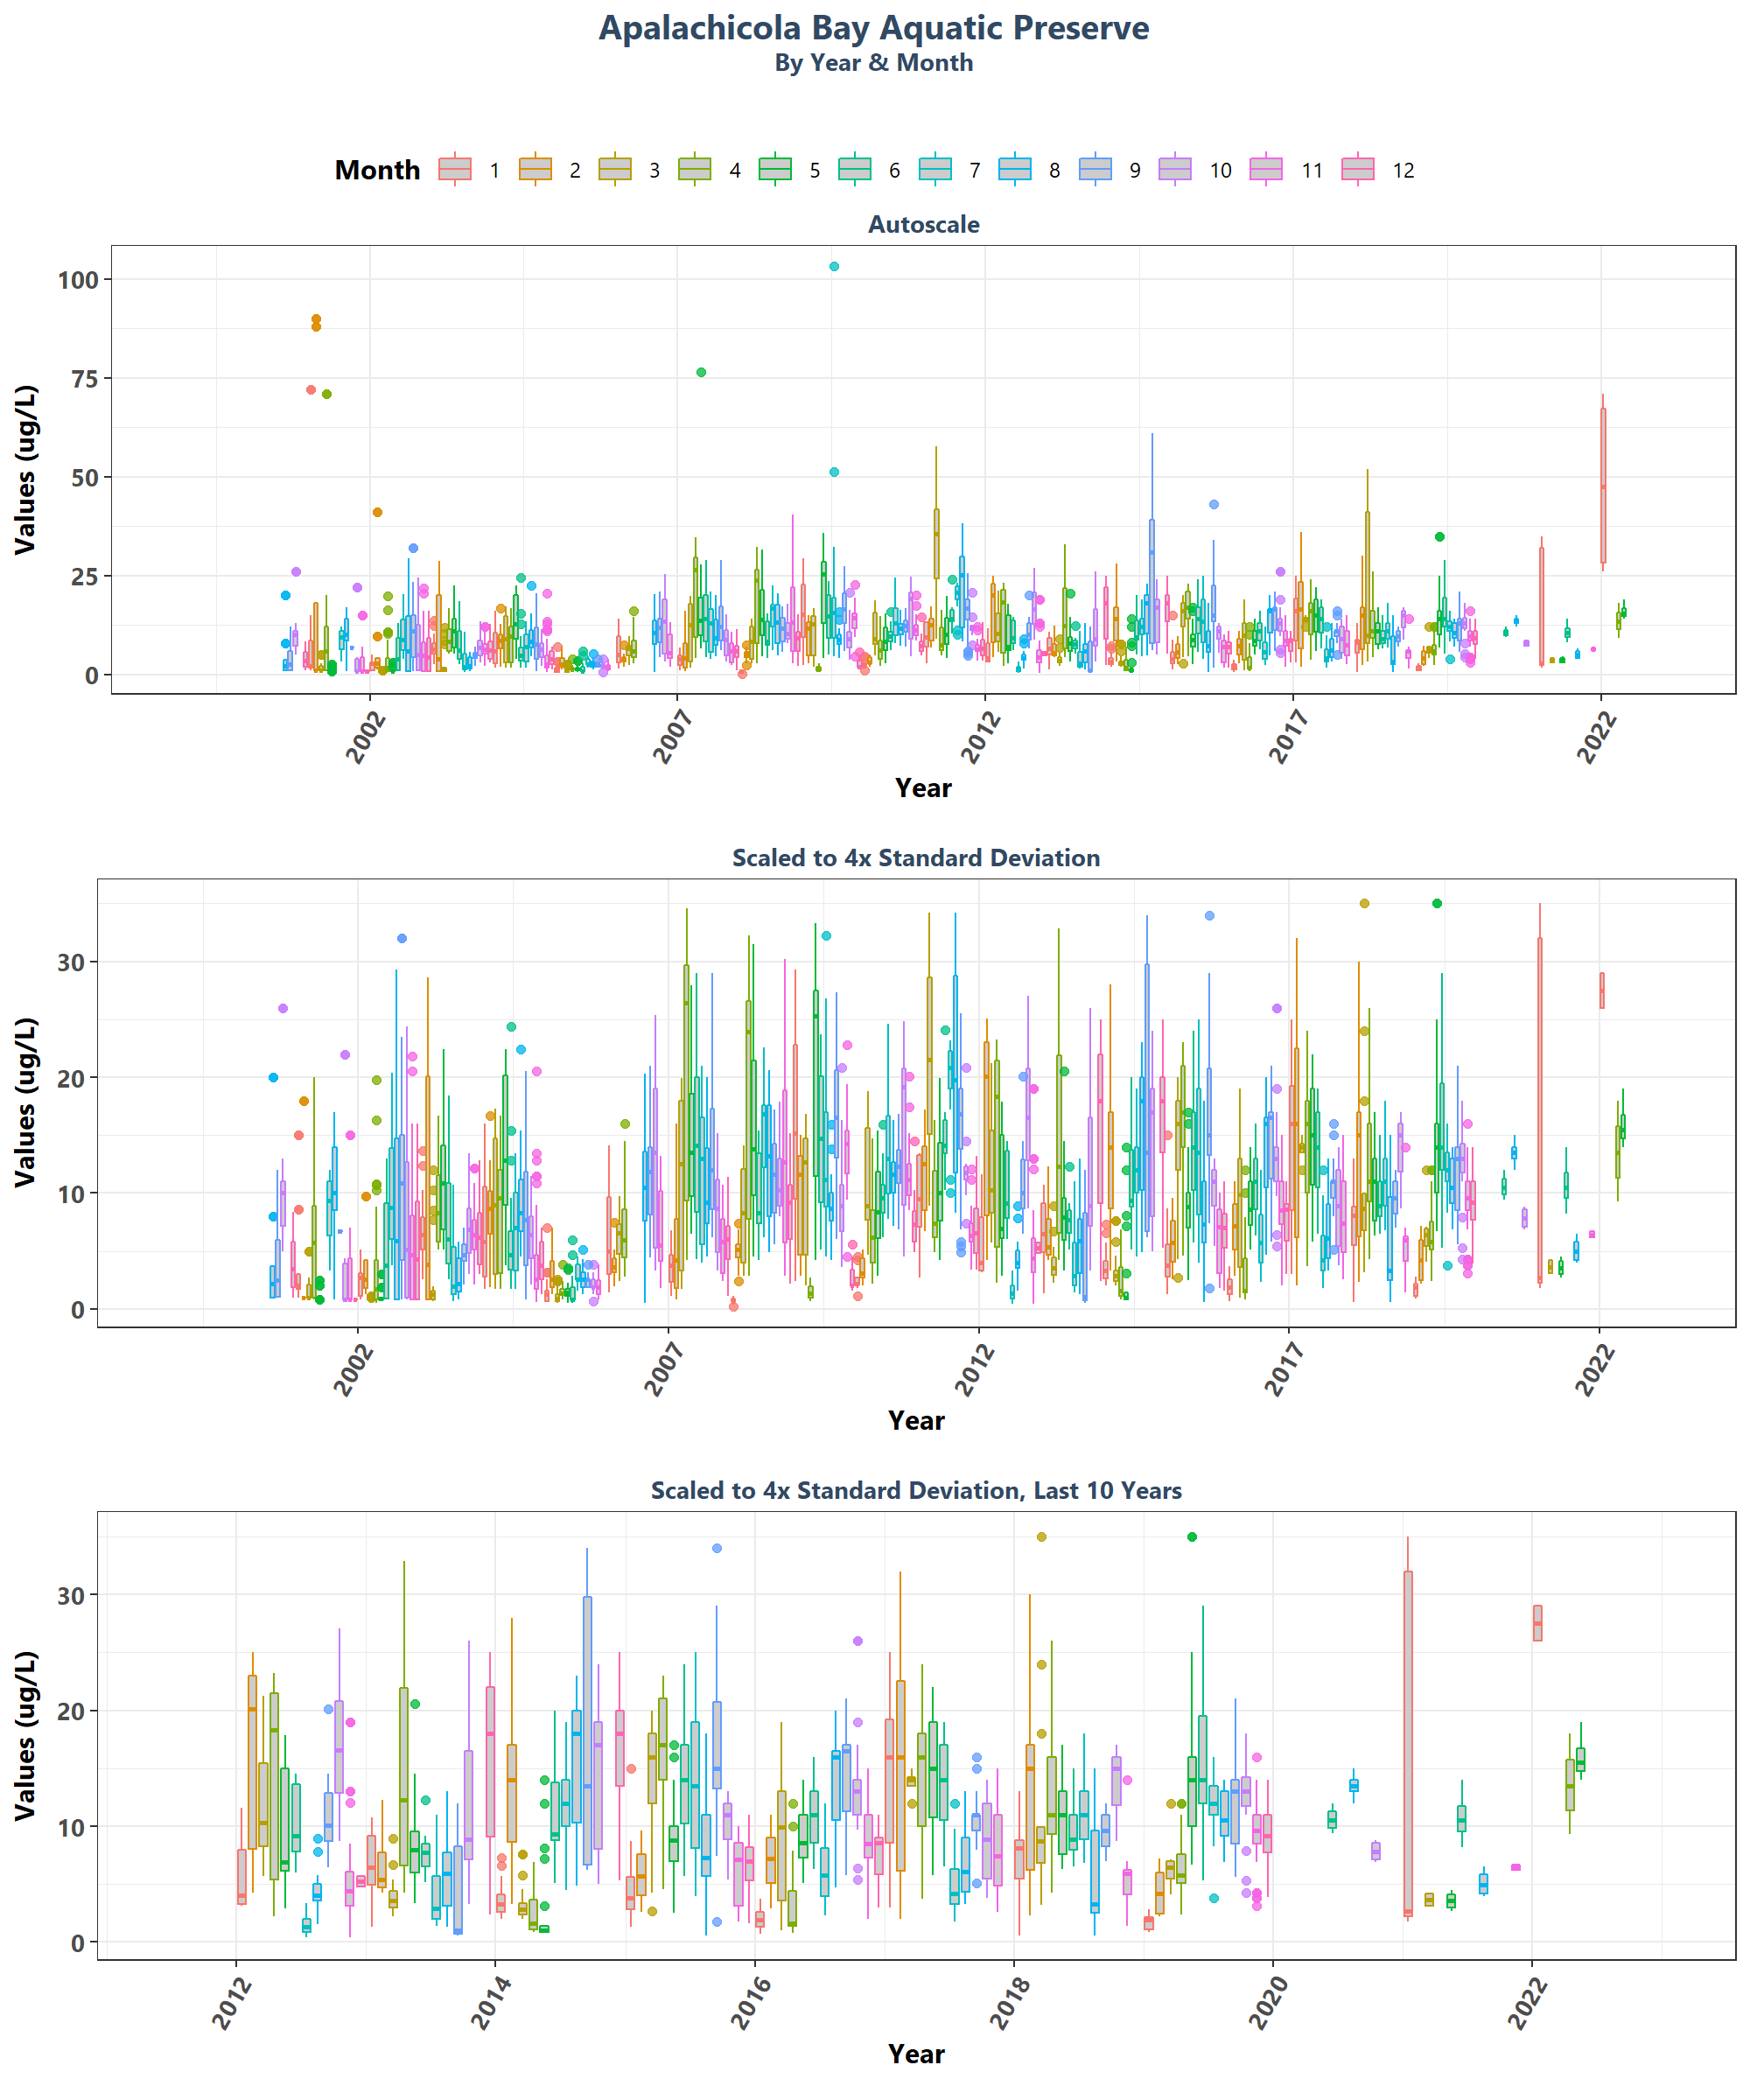 Apalachicola Bay Aquatic Preserve
By Year & Month
Month 1 2 3 4 5 6 7 8 9 10 11 12
Autoscale
Values (ug/L)
100
75
50
25
0
2002 2007 2012 2017 2022
Year
Scaled to 4x Standard Deviation
Values (ug/L)
30
20
10
0
2002 2007 2012 2017 2022
Year
Scaled to 4x Standard Deviation, Last 10 Years
Values (ug/L)
30
20
10
0
2012 2014 2016 2018 2020 2022
Year